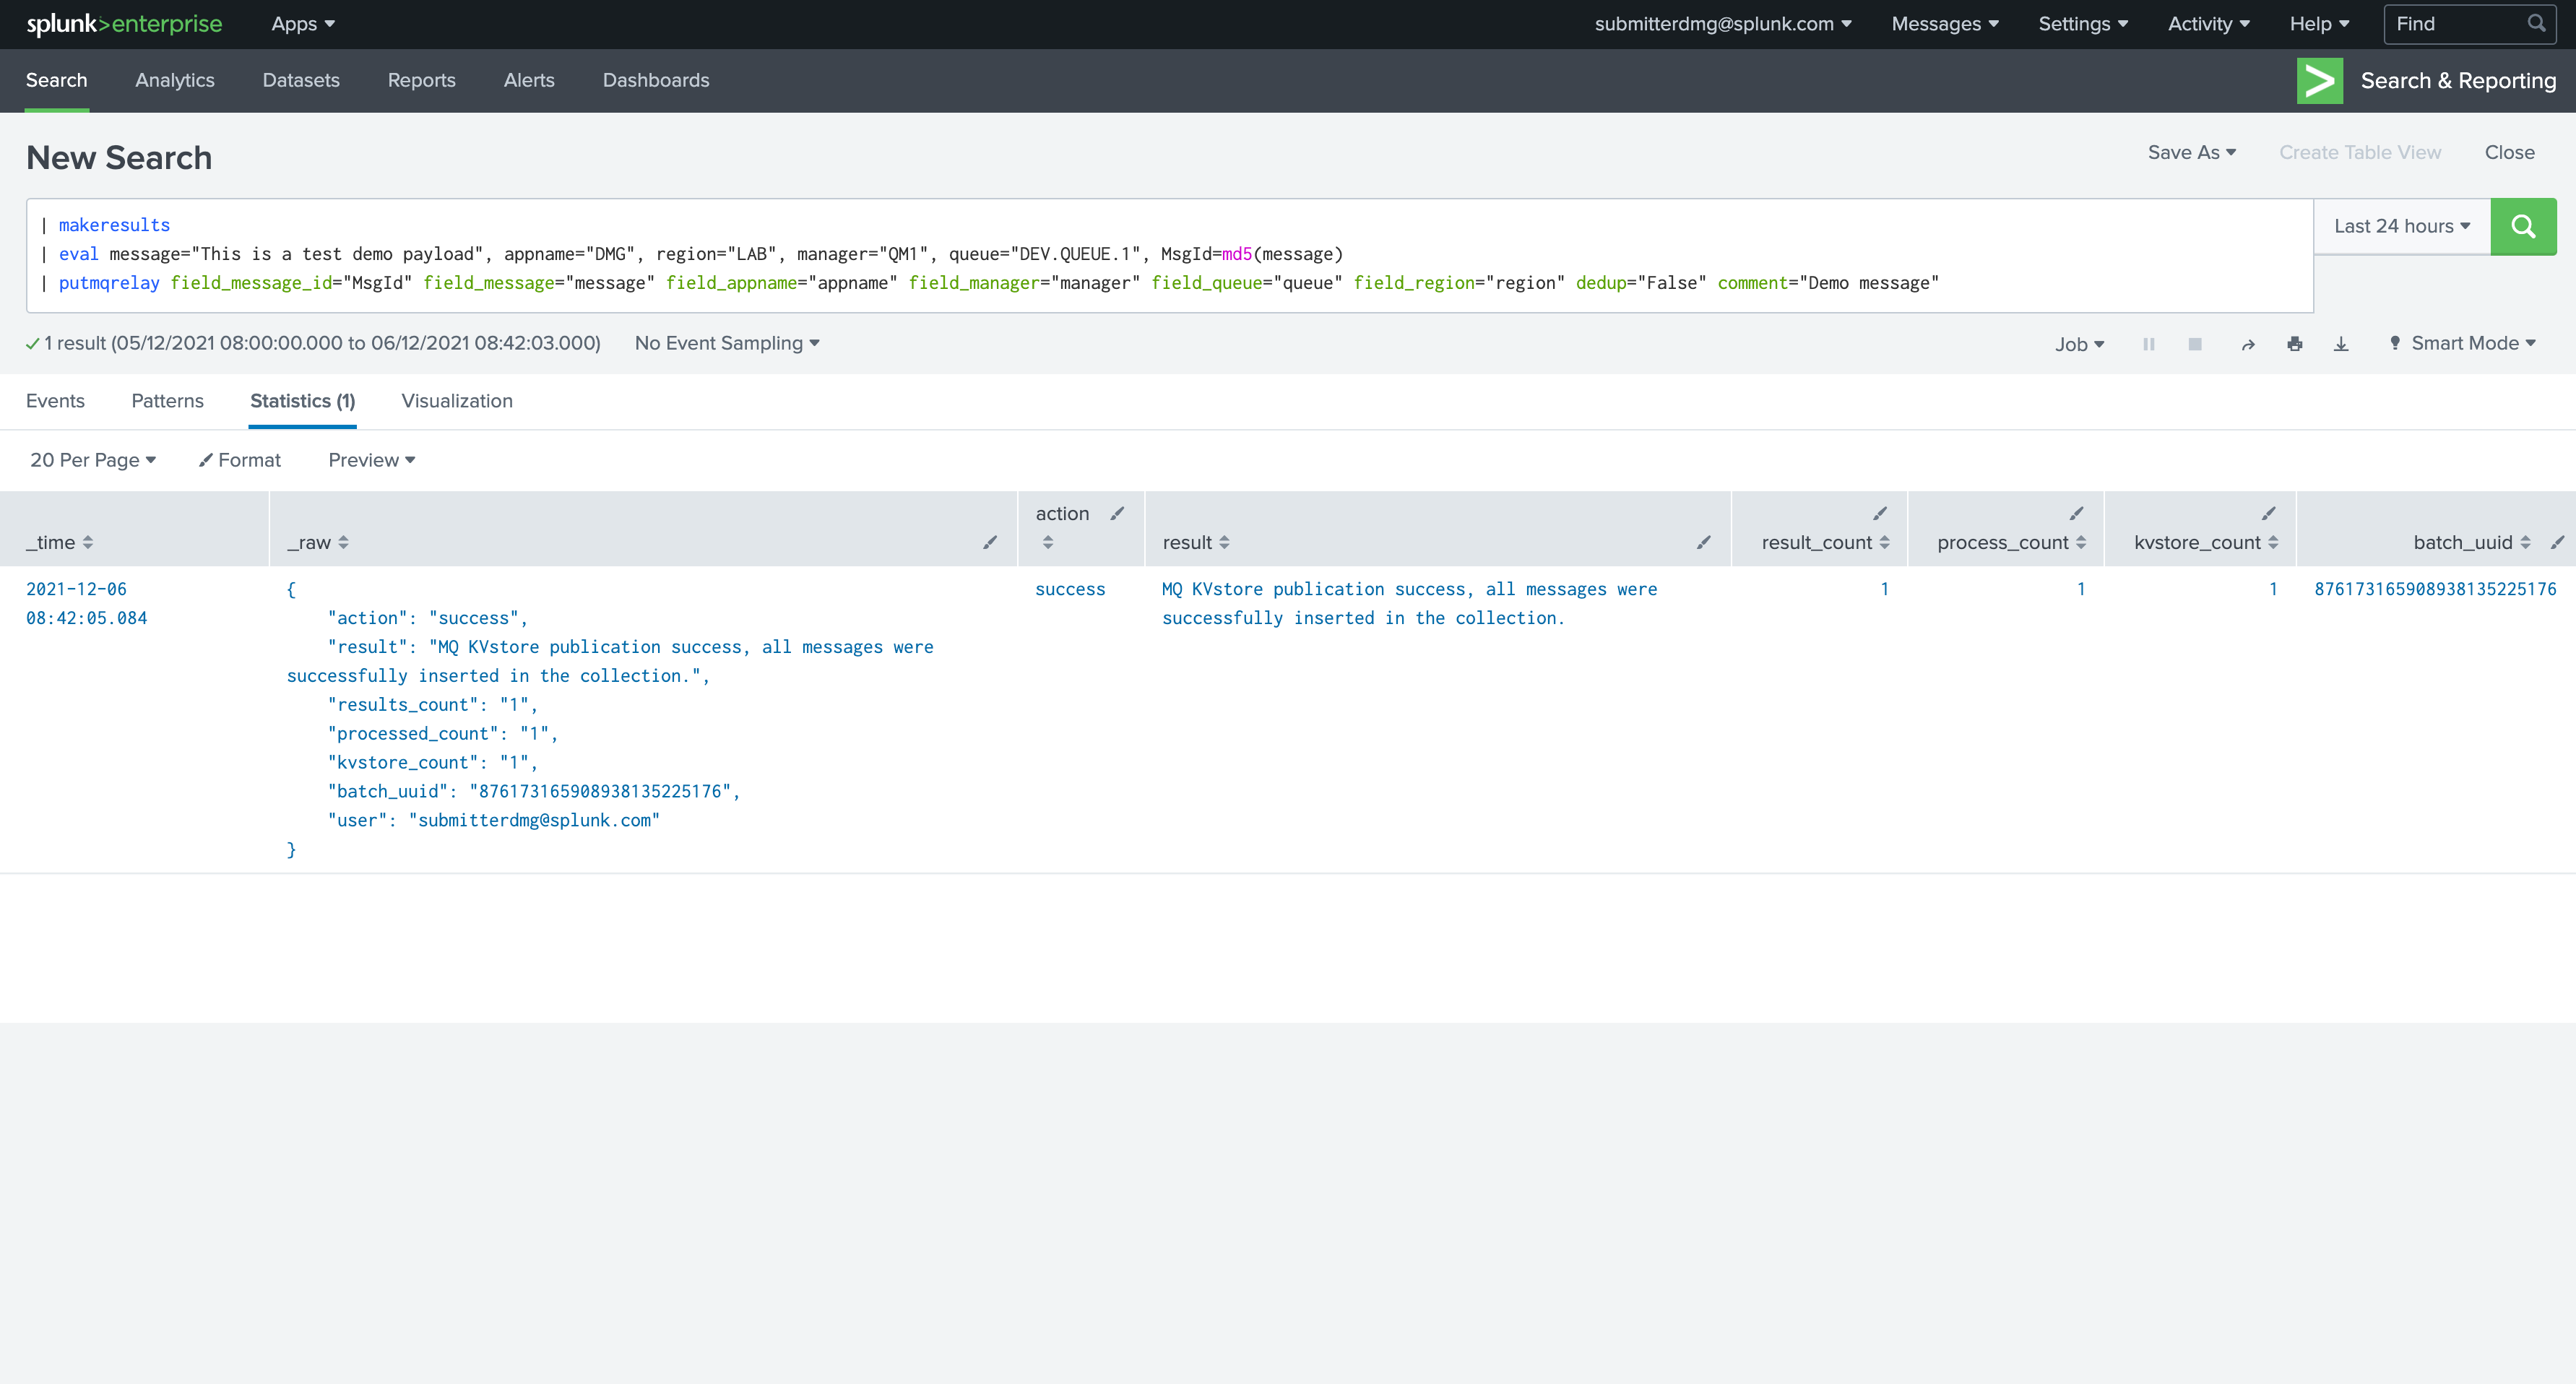 splunk>enterprise Apps submitterdmg@splunk.com Messages Settings Activity Help Find
Search Analytics Datasets Reports Alerts Dashboards > Search & Reporting
New Search Save As Create Table View Close
| makeresults
| eval message="This is a test demo payload", appname="DMG", region="LAB", manager="QM1", queue="DEV.QUEUE.1", MsgId=md5(message)
| putmqrelay field_message_id="MsgId" field_message="message" field_appname="appname" field_manager="manager" field_queue="queue" field_region="region" dedup="False" comment="Demo message"
Last 24 hours
1 result (05/12/2021 08:00:00.000 to 06/12/2021 08:42:03.000) No Event Sampling Job Smart Mode
Events Patterns Statistics (1) Visualization
20 Per Page Format Preview
_time _raw action result result_count process_count kvstore_count batch_uuid
2021-12-06
08:42:05.084
{
"action": "success",
"result": "MQ KVstore publication success, all messages were
successfully inserted in the collection.",
"results_count": "1",
"processed_count": "1",
"kvstore_count": "1",
"batch_uuid": "876173165908938135225176",
"user": "submitterdmg@splunk.com"
}
success
MQ KVstore publication success, all messages were
successfully inserted in the collection.
1
1
1
876173165908938135225176